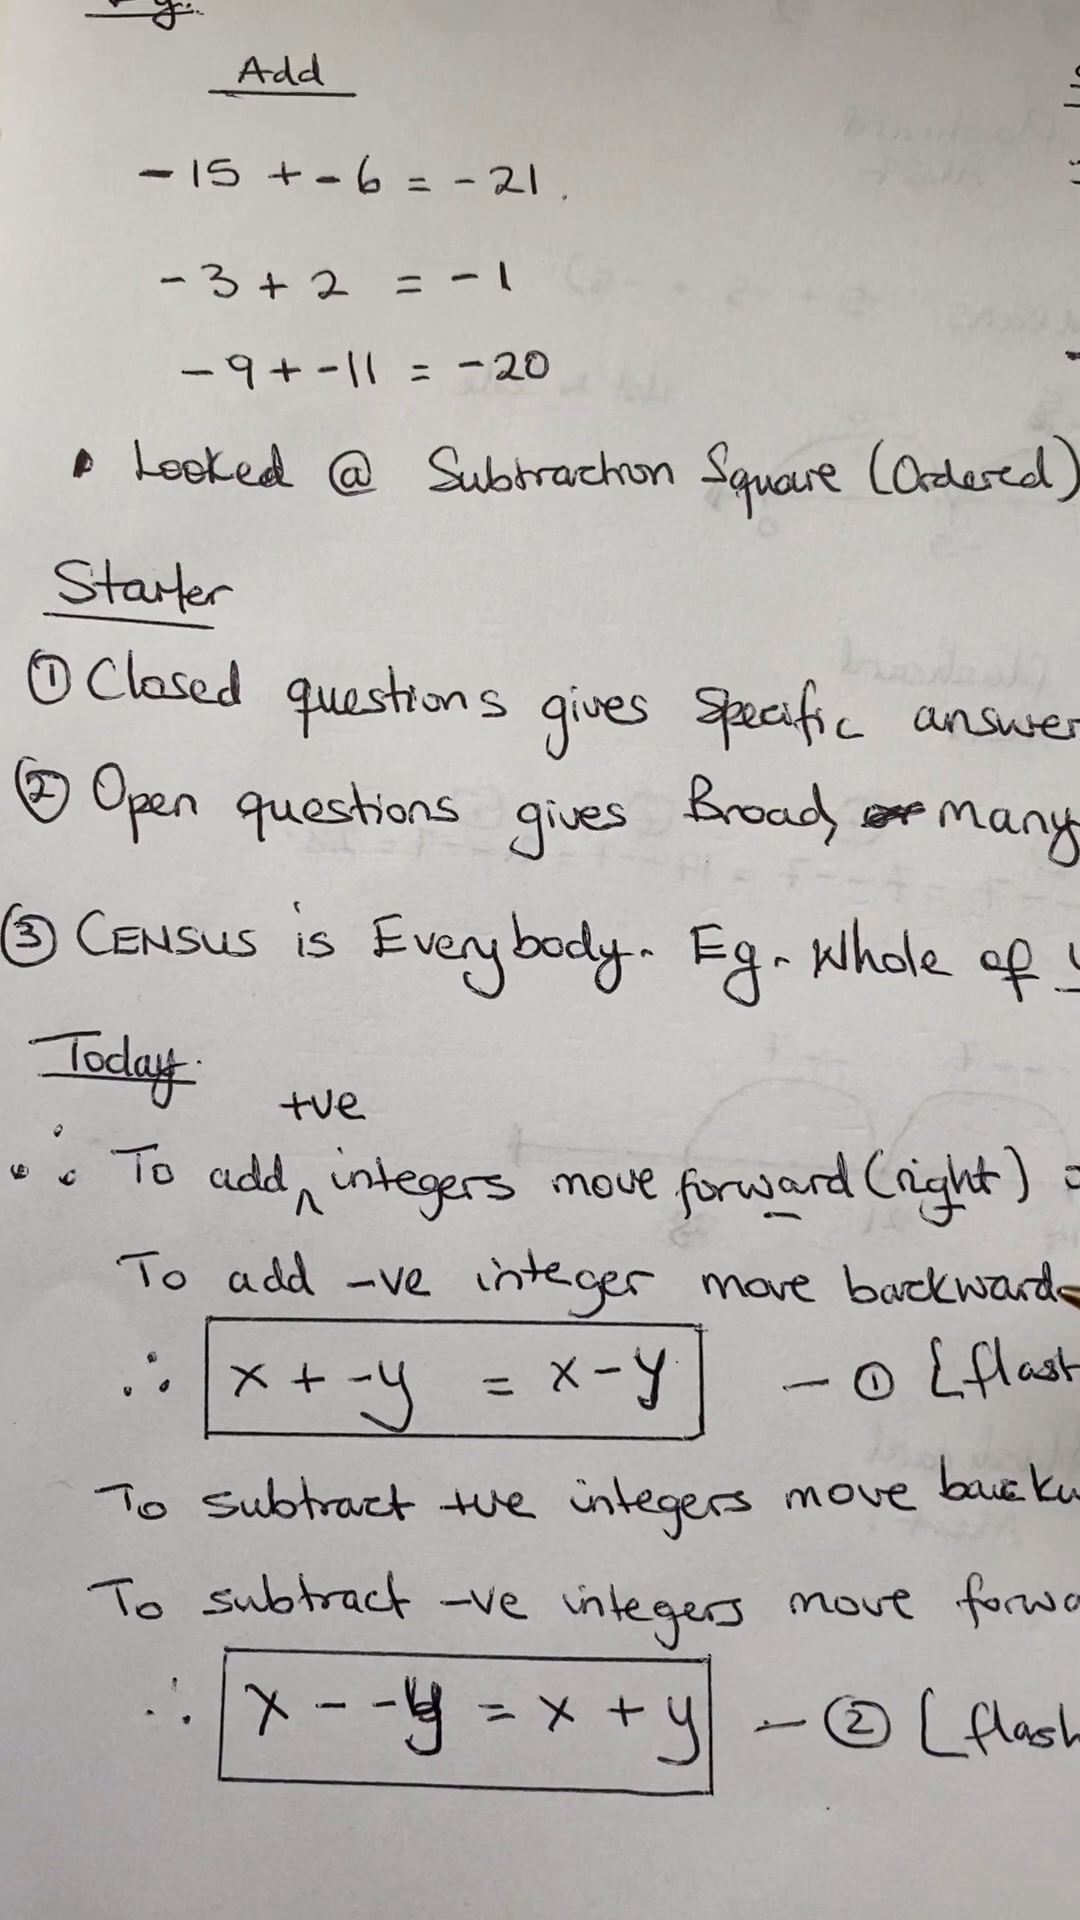 Add
-15 + -6 = -21.
-3 + 2 = -1
-9 + -11 = -20
• Looked @ Subtraction Square (Ordered)
Starter
① Closed questions gives specific answer
② Open questions gives Broad, or many
③ CENSUS is Everybody. Eg. Whole of
Today.
+ve
∴ To add ^ integers move forward (right)
To add -ve integer move backward
∴ x + -y = x - y - ① [flash
To subtract +ve integers move backw
To subtract -ve integers move forwa
∴ x - -y = x + y - ② [flash